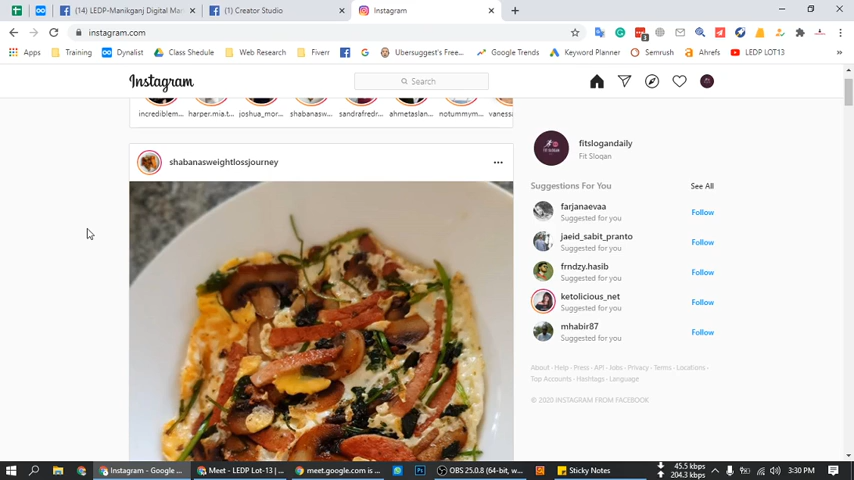 (14) LEDP-Manikganj Digital Ma
(1) Creator Studio
Instagram
instagram.com
Apps
Training
Dynalist
Class Shedule
Web Research
Fiverr
Ubersuggest's Free...
Google Trends
Keyword Planner
Semrush
Ahrefs
LEDP LOT13
Instagram
Search
incredible​m...
harper.mia.t...
joshua_mor...
shabanasw...
sandrafredr...
ahmetaslan...
notummymy...
vanessa
shabanasweightlossjourney
fitslogandaily
Fit Sloqan
Suggestions For You
See All
farjanaevaa
Suggested for you
Follow
jaeid_sabit_pranto
Suggested for you
Follow
frndzy.hasib
Suggested for you
Follow
ketolicious_net
Suggested for you
Follow
mhabir87
Suggested for you
Follow
About · Help · Press · API · Jobs · Privacy · Terms · Locations ·
Top Accounts · Hashtags · Language
© 2020 INSTAGRAM FROM FACEBOOK
Instagram - Google ...
Meet - LEDP Lot-13 | ...
meet.google.com is ...
OBS 25.0.8 (64-bit, w...
Sticky Notes
45.5 kbps
204.3 kbps
3:30 PM